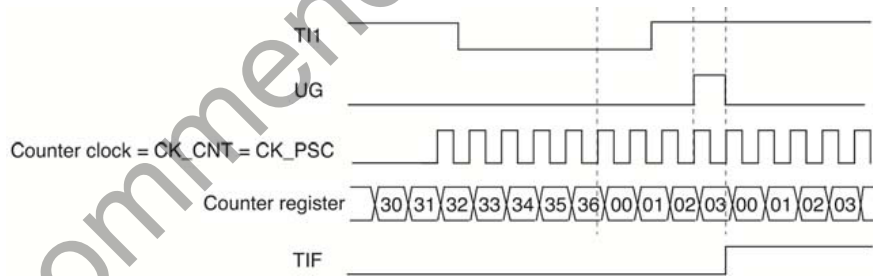 TI1
UG
Counter clock = CK_CNT = CK_PSC
Counter register 30 31 32 33 34 35 36 00 01 02 03 00 01 02 03
TIF
ommen